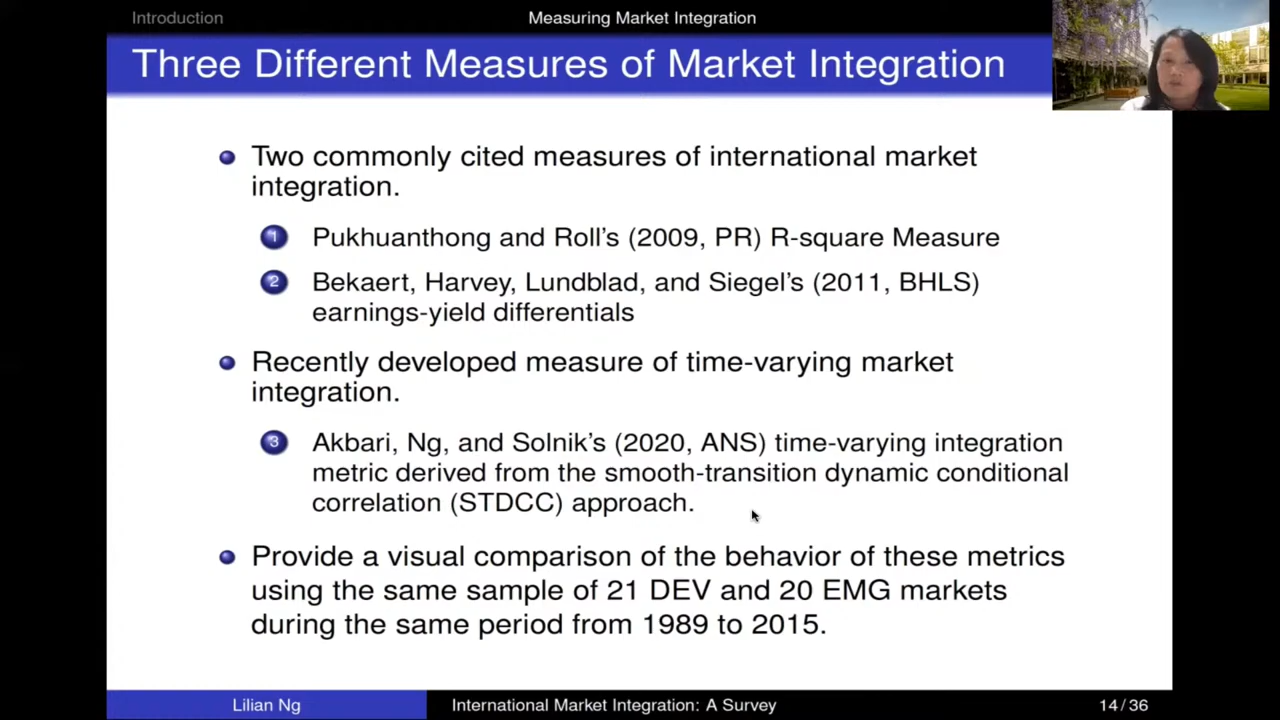 Introduction
Measuring Market Integration
Three Different Measures of Market Integration
Two commonly cited measures of international market
integration.
1 Pukhuanthong and Roll's (2009, PR) R-square Measure
2 Bekaert, Harvey, Lundblad, and Siegel's (2011, BHLS)
earnings-yield differentials
Recently developed measure of time-varying market
integration.
3 Akbari, Ng, and Solnik's (2020, ANS) time-varying integration
metric derived from the smooth-transition dynamic conditional
correlation (STDCC) approach.
Provide a visual comparison of the behavior of these metrics
using the same sample of 21 DEV and 20 EMG markets
during the same period from 1989 to 2015.
Lilian Ng
International Market Integration: A Survey
14 / 36